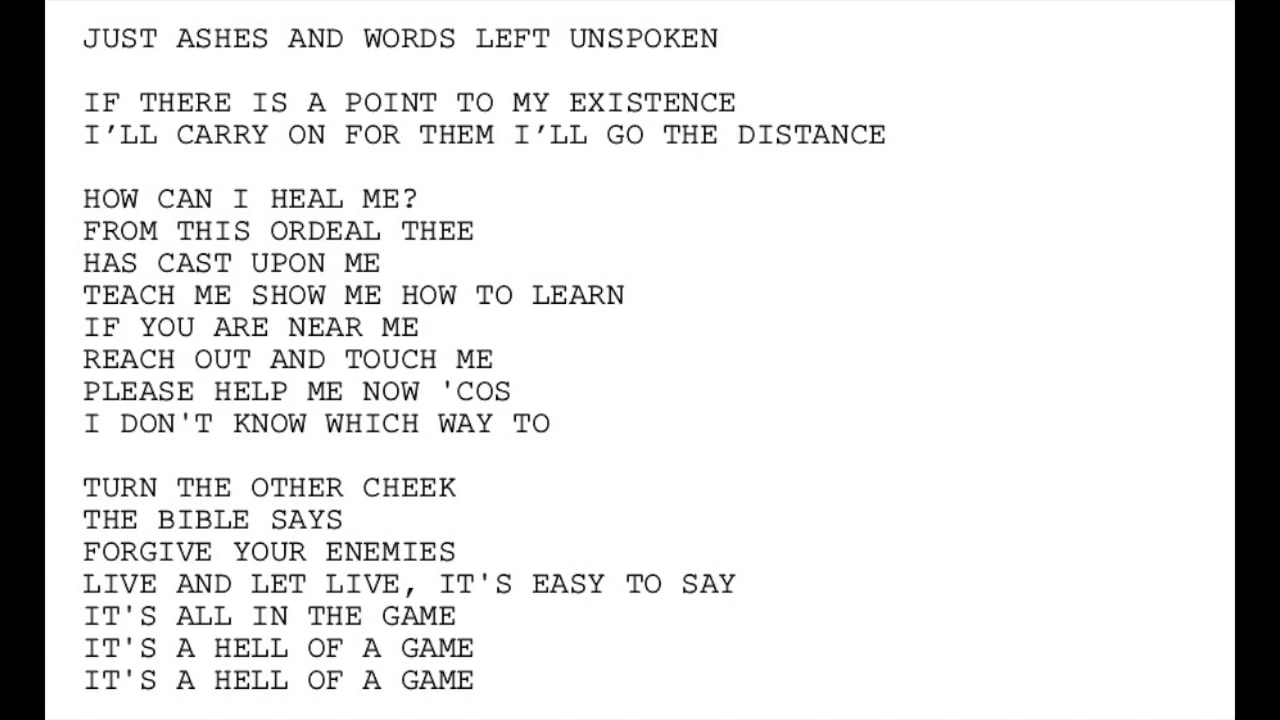 JUST ASHES AND WORDS LEFT UNSPOKEN
IF THERE IS A POINT TO MY EXISTENCE
I’LL CARRY ON FOR THEM I’LL GO THE DISTANCE
HOW CAN I HEAL ME?
FROM THIS ORDEAL THEE
HAS CAST UPON ME
TEACH ME SHOW ME HOW TO LEARN
IF YOU ARE NEAR ME
REACH OUT AND TOUCH ME
PLEASE HELP ME NOW 'COS
I DON'T KNOW WHICH WAY TO
TURN THE OTHER CHEEK
THE BIBLE SAYS
FORGIVE YOUR ENEMIES
LIVE AND LET LIVE, IT'S EASY TO SAY
IT'S ALL IN THE GAME
IT'S A HELL OF A GAME
IT'S A HELL OF A GAME